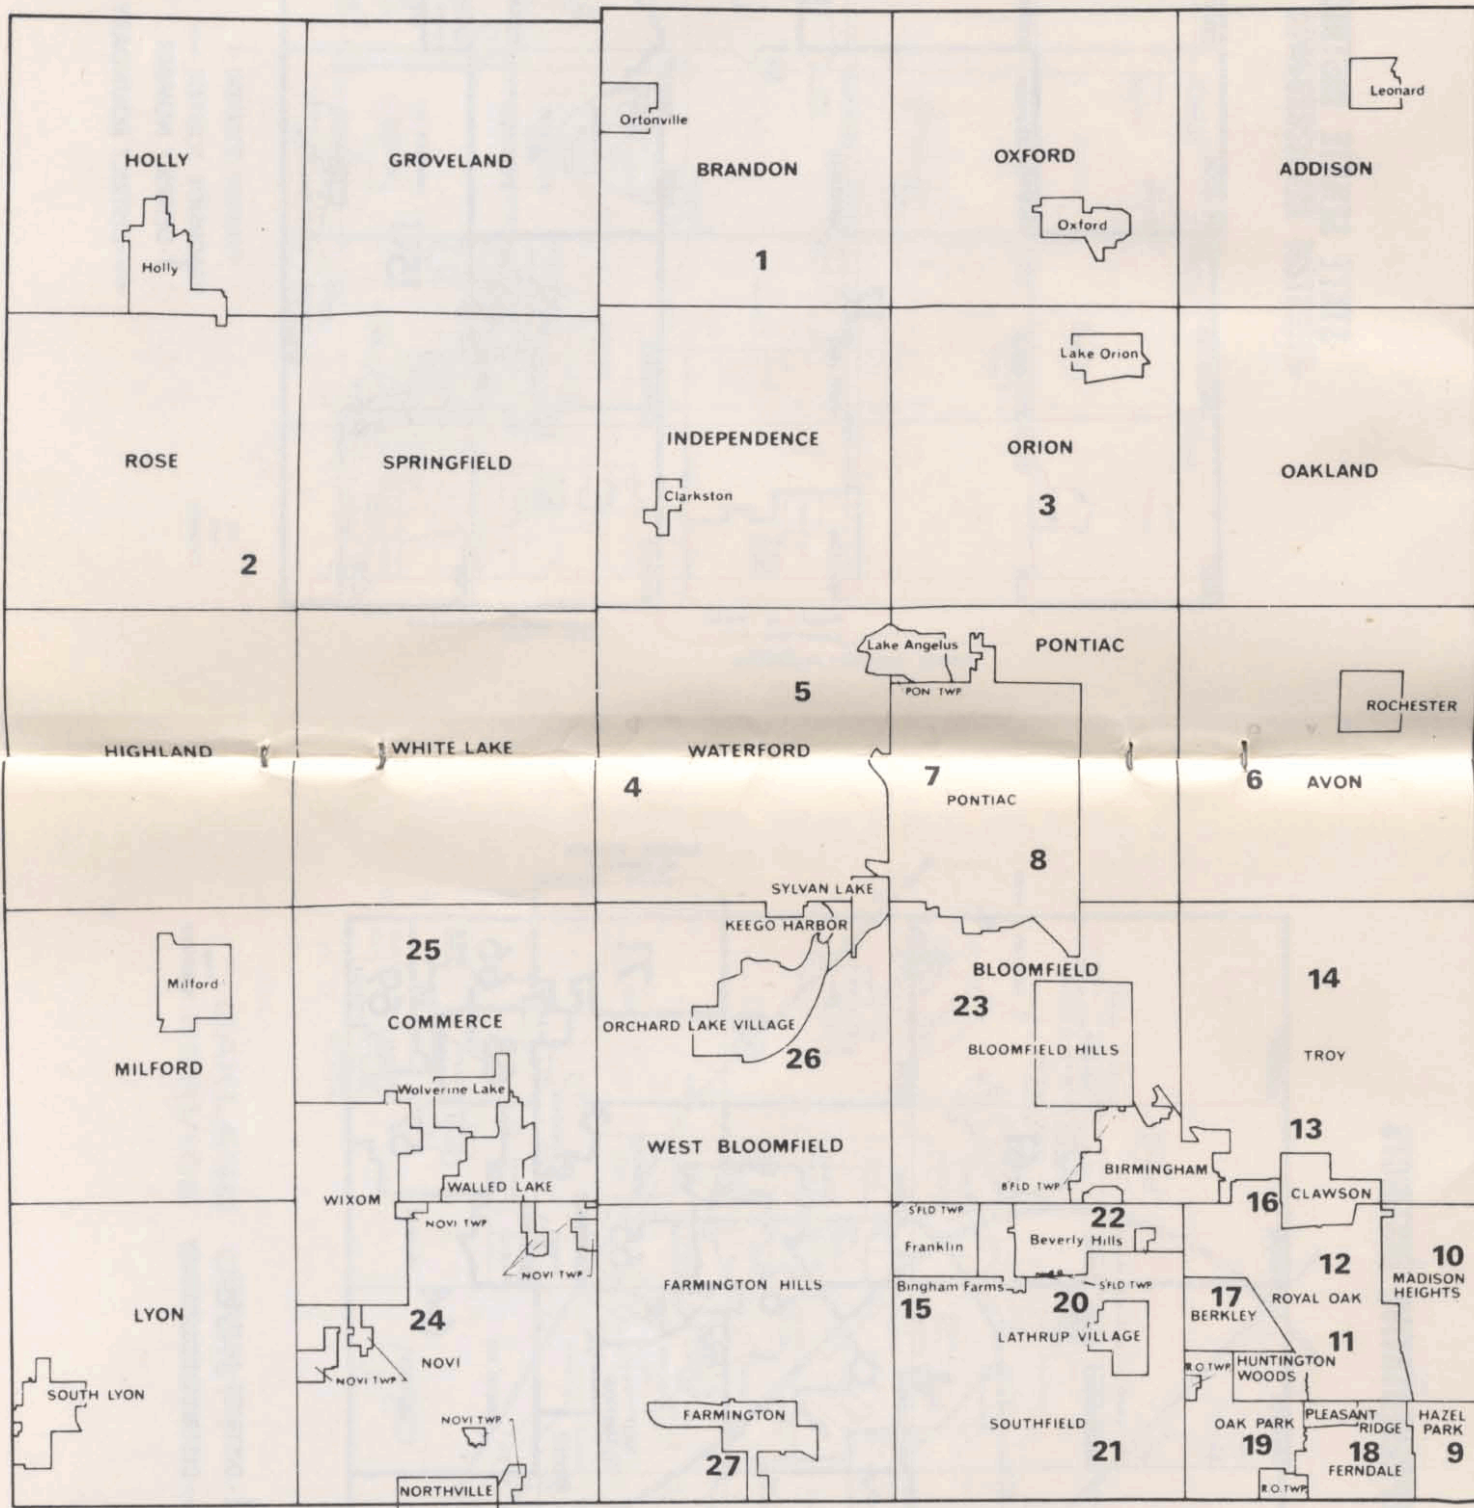 Leonard
Ortonville
HOLLY
GROVELAND
BRANDON
OXFORD
ADDISON
Oxford
Holly
1
Lake Orion
INDEPENDENCE
ORION
ROSE
SPRINGFIELD
OAKLAND
Clarkston
3
2
Lake Angelus
PONTIAC
PON TWP
5
ROCHESTER
HIGHLAND
WHITE LAKE
WATERFORD
4
7
6
AVON
PONTIAC
8
SYLVAN LAKE
KEEGO HARBOR
25
Milford
BLOOMFIELD
14
23
COMMERCE
ORCHARD LAKE VILLAGE
BLOOMFIELD HILLS
26
TROY
MILFORD
Wolverine Lake
13
WEST BLOOMFIELD
BIRMINGHAM
WIXOM
WALLED LAKE
B'FLD TWP
16
CLAWSON
NOVI TWP
S'FLD TWP
22
Franklin
Beverly Hills
NOVI TWP
FARMINGTON HILLS
Bingham Farms
S'FLD TWP
12
10
MADISON
HEIGHTS
LYON
24
15
20
17
ROYAL OAK
BERKLEY
LATHRUP VILLAGE
11
NOVI
NOVI TWP
R.O.TWP
HUNTINGTON
WOODS
SOUTH LYON
FARMINGTON
SOUTHFIELD
NOVI TWP
OAK PARK
PLEASANT
RIDGE
HAZEL
PARK
27
21
19
18
9
FERNDALE
NORTHVILLE
R.O.TWP